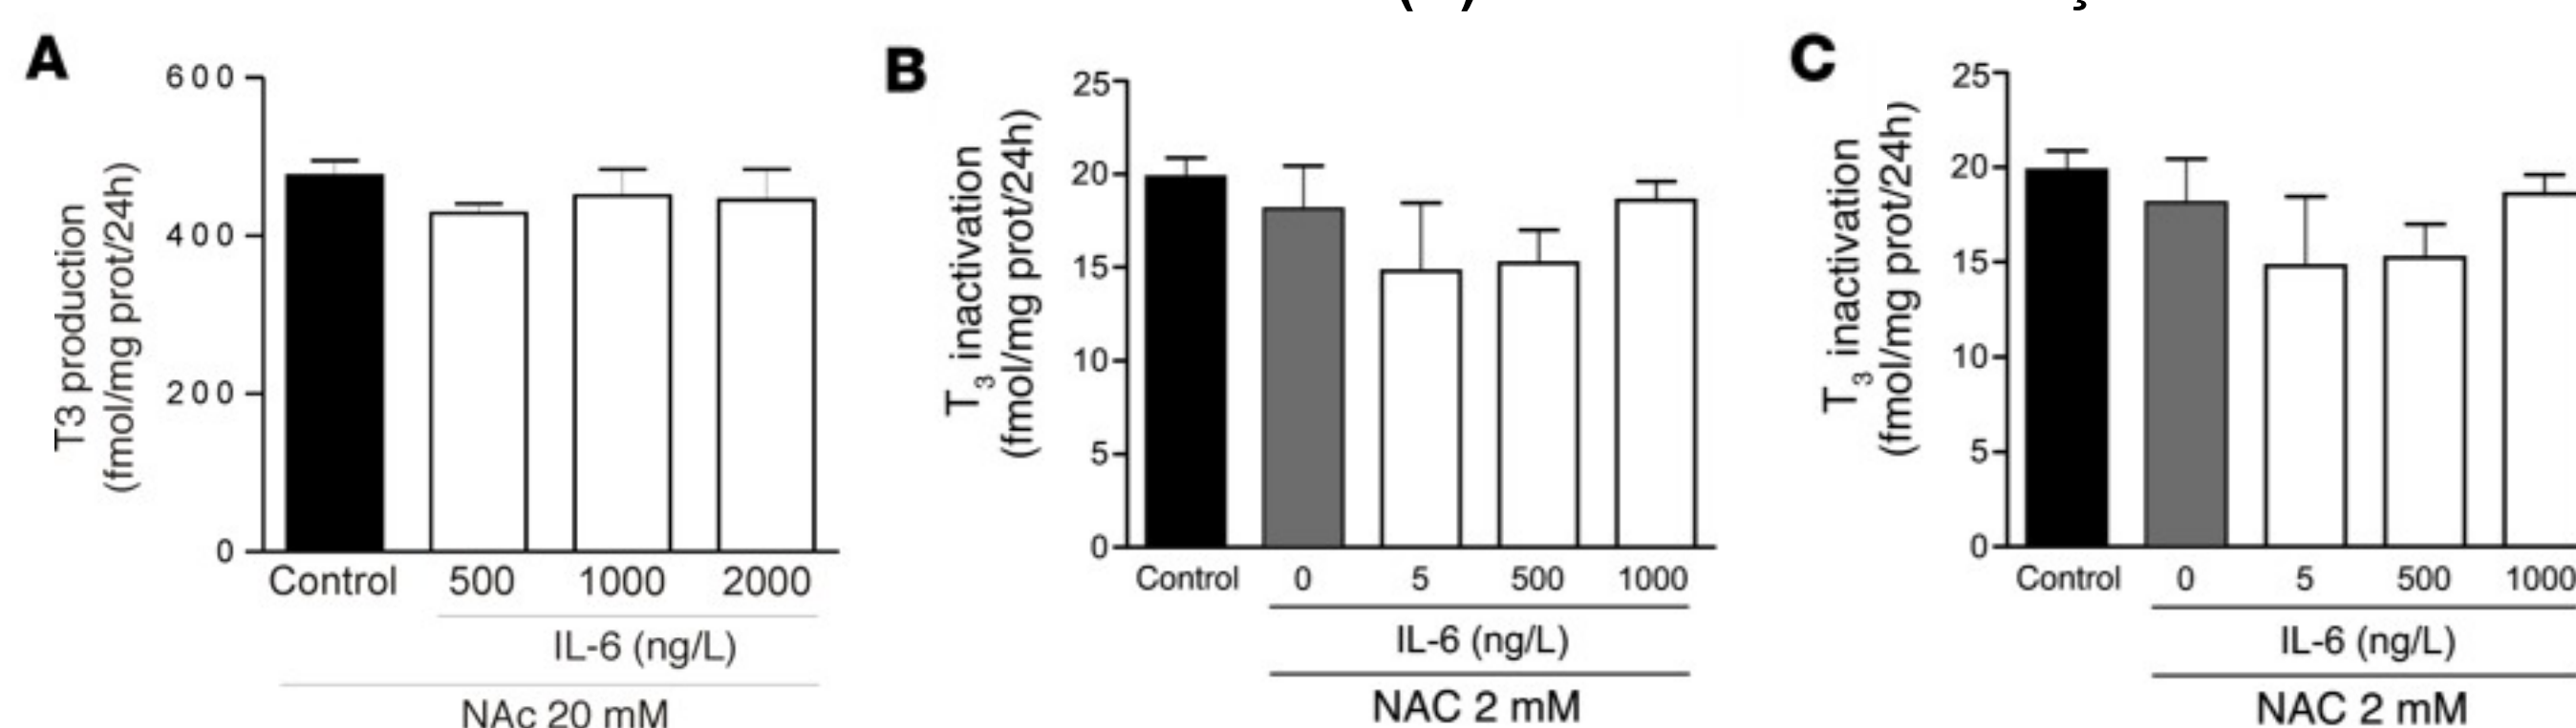 A
T3 production
(fmol/mg prot/24h)
600
400
200
0
Control 500 1000 2000
IL-6 (ng/L)
NAc 20 mM
B
T3 inactivation
(fmol/mg prot/24h)
25
20
15
10
5
0
Control 0 5 500 1000
IL-6 (ng/L)
NAC 2 mM
C
T3 inactivation
(fmol/mg prot/24h)
25
20
15
10
5
0
Control 0 5 500 1000
IL-6 (ng/L)
NAC 2 mM